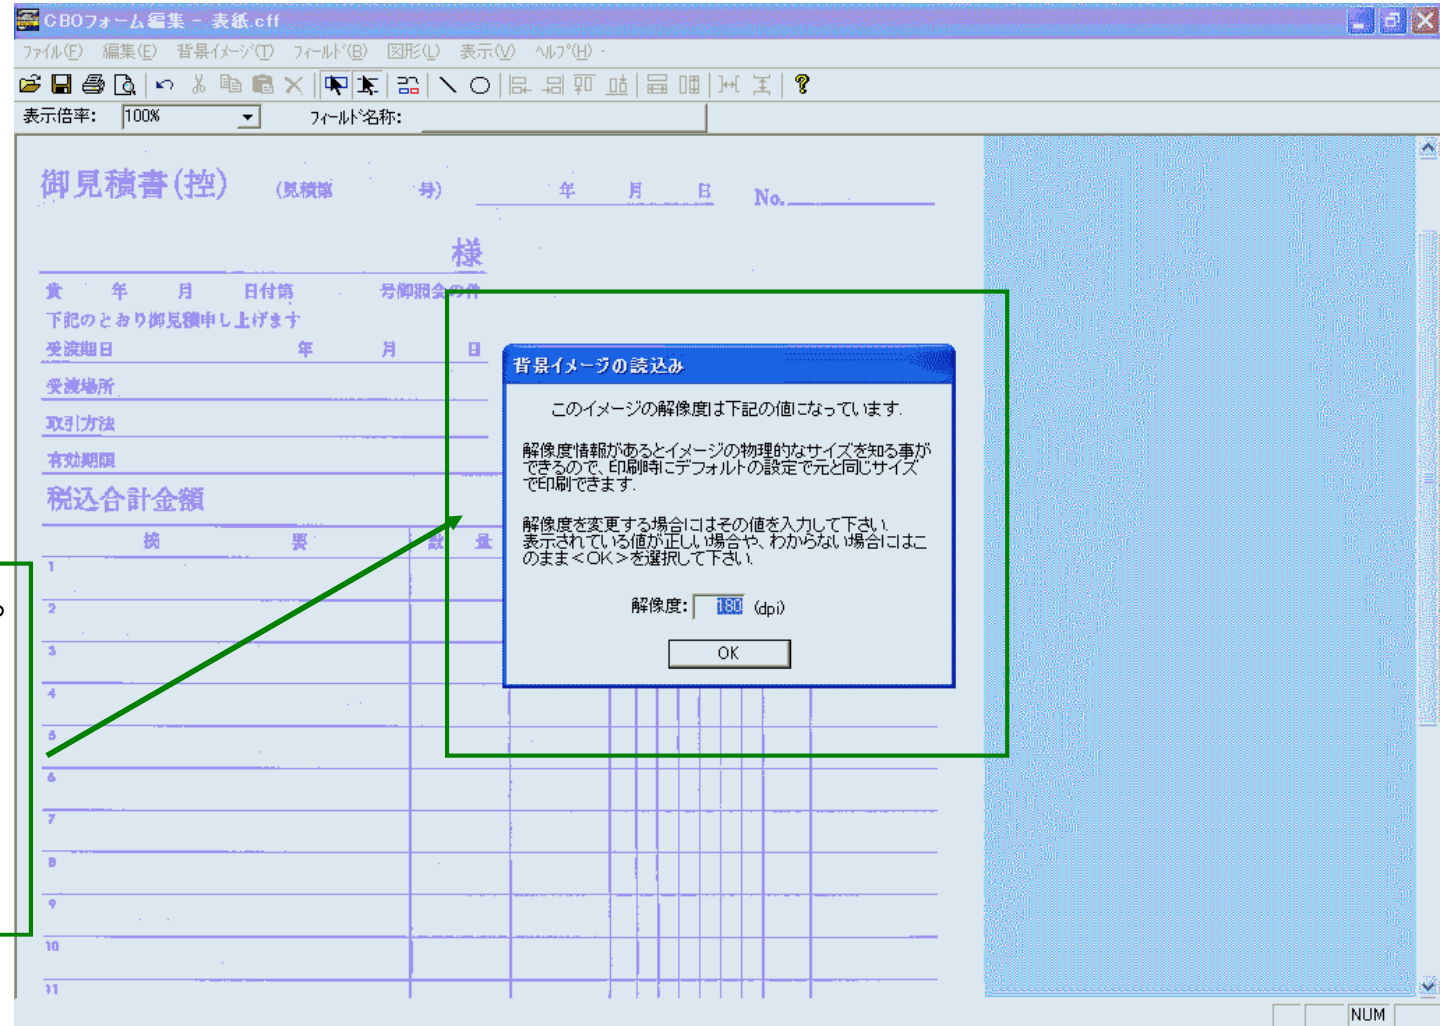 CBOフォーム編集 - 表紙.cff
ファイル(F) 編集(E) 背景イメージ(T) フィールド(B) 図形(L) 表示(V) ヘルプ(H)
表示倍率: 100% フィールド名称:
御見積書(控) (見積第 号) 年 月 日 No.
様
貴 年 月 日付第 号御照会の件
下記のとおり御見積申し上げます
受渡期日 年 月 日
受渡場所
取引方法
有効期限
税込合計金額
摘 要 数 量
1
2
3
4
5
6
7
8
9
10
11
背景イメージの読込み
このイメージの解像度は下記の値になっています.
解像度情報があるとイメージの物理的なサイズを知る事が
できるので、印刷時にデフォルトの設定で元と同じサイズ
で印刷できます.
解像度を変更する場合にはその値を入力して下さい.
表示されている値が正しい場合や、わからない場合にはこ
のまま<OK>を選択して下さい.
解像度: 180 (dpi)
OK
NUM